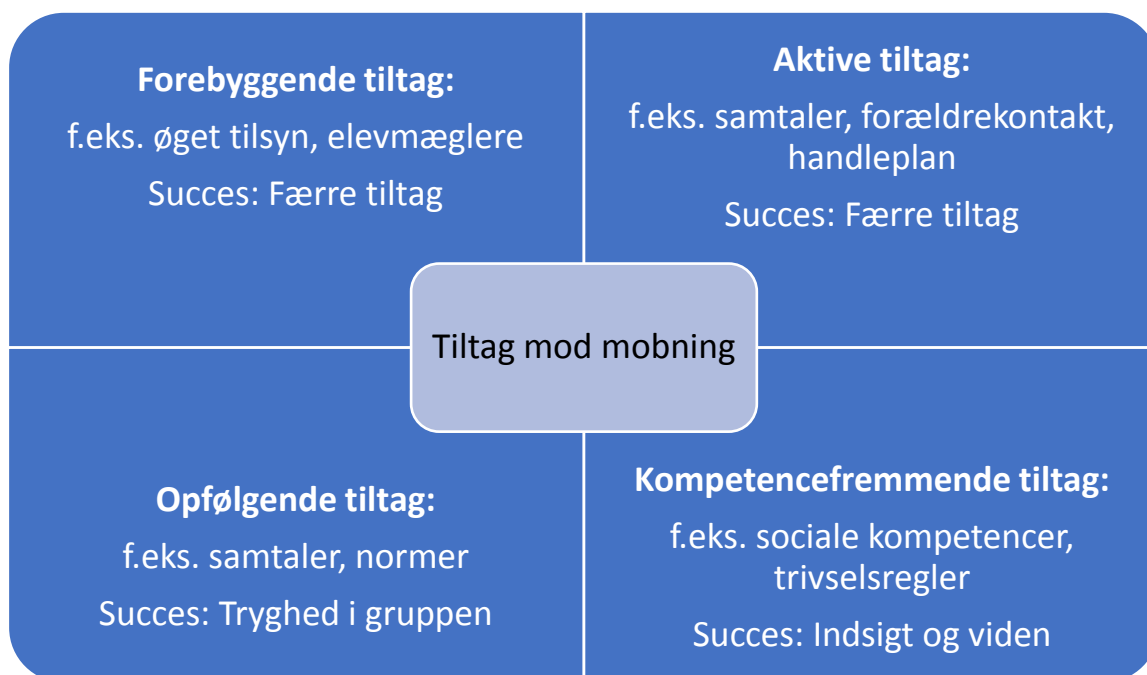 Forebyggende tiltag:
f.eks. øget tilsyn, elevmæglere
Succes: Færre tiltag
Aktive tiltag:
f.eks. samtaler, forældrekontakt,
handleplan
Succes: Færre tiltag
Tiltag mod mobning
Opfølgende tiltag:
f.eks. samtaler, normer
Succes: Tryghed i gruppen
Kompetencefremmende tiltag:
f.eks. sociale kompetencer,
trivselsregler
Succes: Indsigt og viden